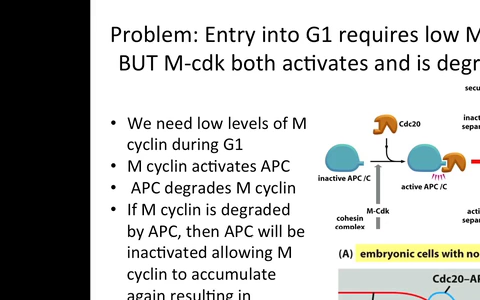 Problem: Entry into G1 requires low M
BUT M-cdk both activates and is degr
• We need low levels of M
cyclin during G1
• M cyclin activates APC
• APC degrades M cyclin
• If M cyclin is degraded
by APC, then APC will be
inactivated allowing M
cyclin to accumulate
again resulting in
secu
inact
separ
Cdc20
inactive APC/C
active APC/C
M-Cdk
cohesin
complex
acti
separ
(A) embryonic cells with no
Cdc20–AP